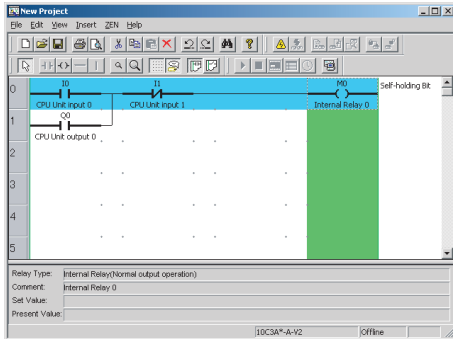 New Project
File Edit View Insert ZEN Help
0
I0
I1
M0
Self-holding Bit
CPU Unit input 0
CPU Unit input 1
Internal Relay 0
1
Q0
CPU Unit output 0
2
3
4
5
Relay Type: Internal Relay(Normal output operation)
Comment: Internal Relay 0
Set Value:
Present Value:
10C3A*-A-V2
Offline